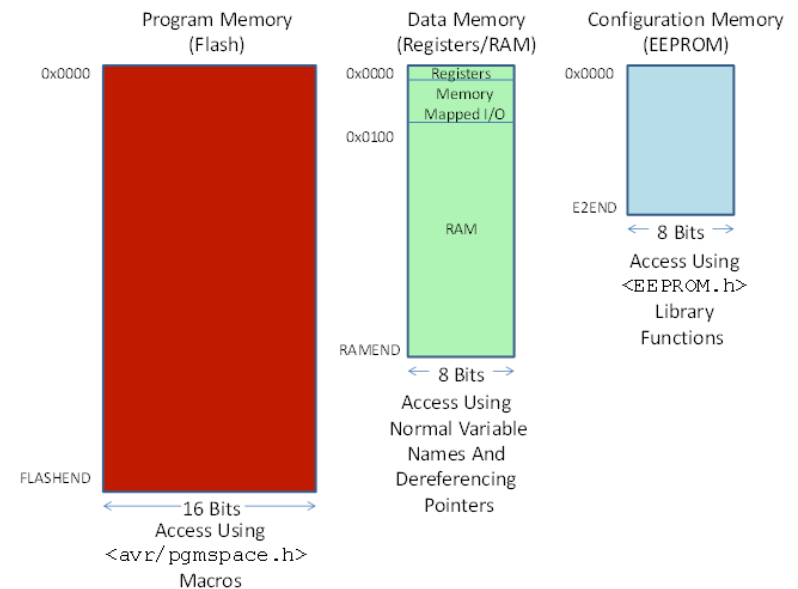 Program Memory
(Flash)
0x0000
FLASHEND
16 Bits
Access Using
<avr/pgmspace.h>
Macros
Data Memory
(Registers/RAM)
0x0000
Registers
Memory
Mapped I/O
0x0100
RAM
RAMEND
8 Bits
Access Using
Normal Variable
Names And
Dereferencing
Pointers
Configuration Memory
(EEPROM)
0x0000
E2END
8 Bits
Access Using
<EEPROM.h>
Library
Functions